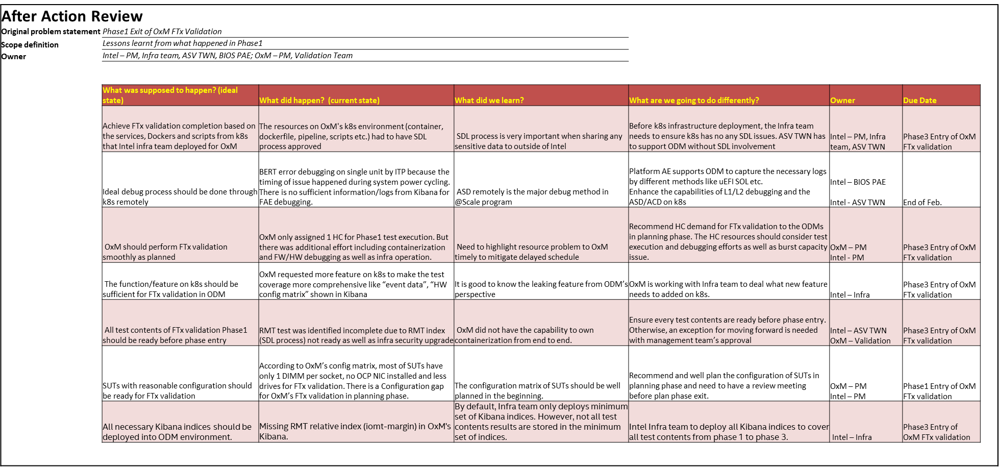 After Action Review
Original problem statement Phase1 Exit of OxM FTx Validation
Scope definition Lessons learnt from what happened in Phase1
Owner Intel – PM, Infra team, ASV TWN, BIOS PAE; OxM – PM, Validation Team
What was supposed to happen? (ideal
state)
What did happen?  (current state)
What did we learn?
What are we going to do differently?
Owner
Due Date
Achieve FTx validation completion based on
the services, Dockers and scripts from k8s
that Intel infra team deployed for OxM
The resources on OxM's k8s environment (container,
dockerfile, pipeline, scripts etc.) had to have SDL
process approved
SDL process is very important when sharing any
sensitive data to outside of Intel
Before k8s infrastructure deployment, the Infra team
needs to ensure k8s has no any SDL issues. ASV TWN has
to support ODM without SDL involvement
Intel – PM, Infra
team, ASV TWN
Phase3 Entry of OxM
FTx validation
Ideal debug process should be done through
k8s remotely
BERT error debugging on single unit by ITP because the
timing of issue happened during system power cycling.
There is no sufficient information/logs from Kibana for
FAE debugging.
ASD remotely is the major debug method in
@Scale program
Platform AE supports ODM to capture the necessary logs
by different methods like uEFI SOL etc.
Enhance the capabilities of L1/L2 debugging and the
ASD/ACD on k8s
Intel – BIOS PAE
Intel - ASV TWN
End of Feb.
OxM should perform FTx validation
smoothly as planned
OxM only assigned 1 HC for Phase1 test execution. But
there was additional effort including containerization
and FW/HW debugging as well as infra operation.
Need to highlight resource problem to OxM
timely to mitigate delayed schedule
Recommend HC demand for FTx validation to the ODMs
in planning phase. The HC resources should consider test
execution and debugging efforts as well as burst capacity
issue.
OxM – PM
Intel - PM
Phase3 Entry of OxM
FTx validation
The function/feature on k8s should be
sufficient for FTx validation in ODM
OxM requested more feature on k8s to make the test
coverage more comprehensive like “event data”, “HW
config matrix” shown in Kibana
It is good to know the leaking feature from ODM’s
perspective
OxM is working with Infra team to deal what new feature
needs to added on k8s.
Intel – Infra
Phase3 Entry of OxM
FTx validation
All test contents of FTx validation Phase1
should be ready before phase entry
RMT test was identified incomplete due to RMT index
(SDL process) not ready as well as infra security upgrade
OxM did not have the capability to own
containerization from end to end.
Ensure every test contents are ready before phase entry.
Otherwise, an exception for moving forward is needed
with management team’s approval
Intel – ASV TWN
OxM – Validation
Phase3 Entry of OxM
FTx validation
SUTs with reasonable configuration should
be ready for FTx validation
According to OxM’s config matrix, most of SUTs have
only 1 DIMM per socket, no OCP NIC installed and less
drives for FTx validation. There is a Configuration gap
for OxM’s FTx validation in planning phase.
The configuration matrix of SUTs should be well
planned in the beginning.
Recommend and well plan the configuration of SUTs in
planning phase and need to have a review meeting
before plan phase exit.
OxM – PM
Intel – PM
Phase1 Entry of OxM
FTx validation
All necessary Kibana indices should be
deployed into ODM environment.
Missing RMT relative index (iomt-margin) in OxM's
Kibana.
By default, Infra team only deploys minimum
set of Kibana indices. However, not all test
contents results are stored in the minimum
set of indices.
Intel Infra team to deploy all Kibana indices to cover
all test contents from phase 1 to phase 3.
Intel – Infra
Phase3 Entry of
OxM FTx validation